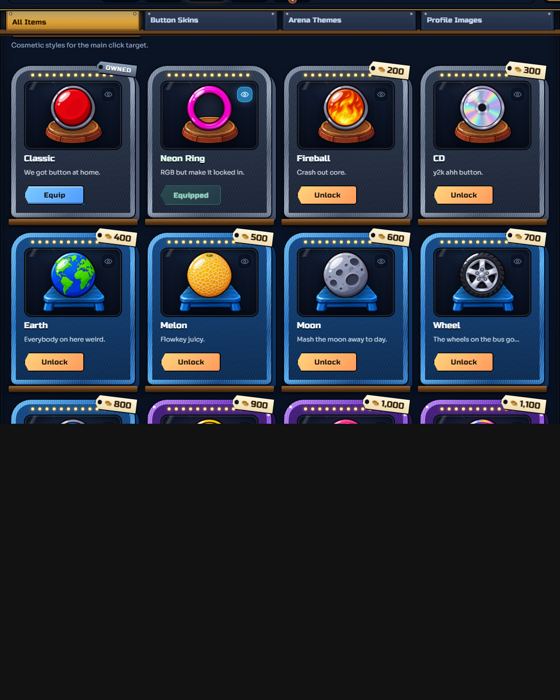 All Items
Button Skins
Arena Themes
Profile Images
Cosmetic styles for the main click target.
OWNED
200
300
Classic
Neon Ring
Fireball
CD
We got button at home.
RGB but make it locked in.
Crash out core.
y2k ahh button.
Equip
Equipped
Unlock
Unlock
400
500
600
700
Earth
Melon
Moon
Wheel
Everybody on here weird.
Flowkey juicy.
Mash the moon away to day.
The wheels on the bus go...
Unlock
Unlock
Unlock
Unlock
800
900
1,000
1,100